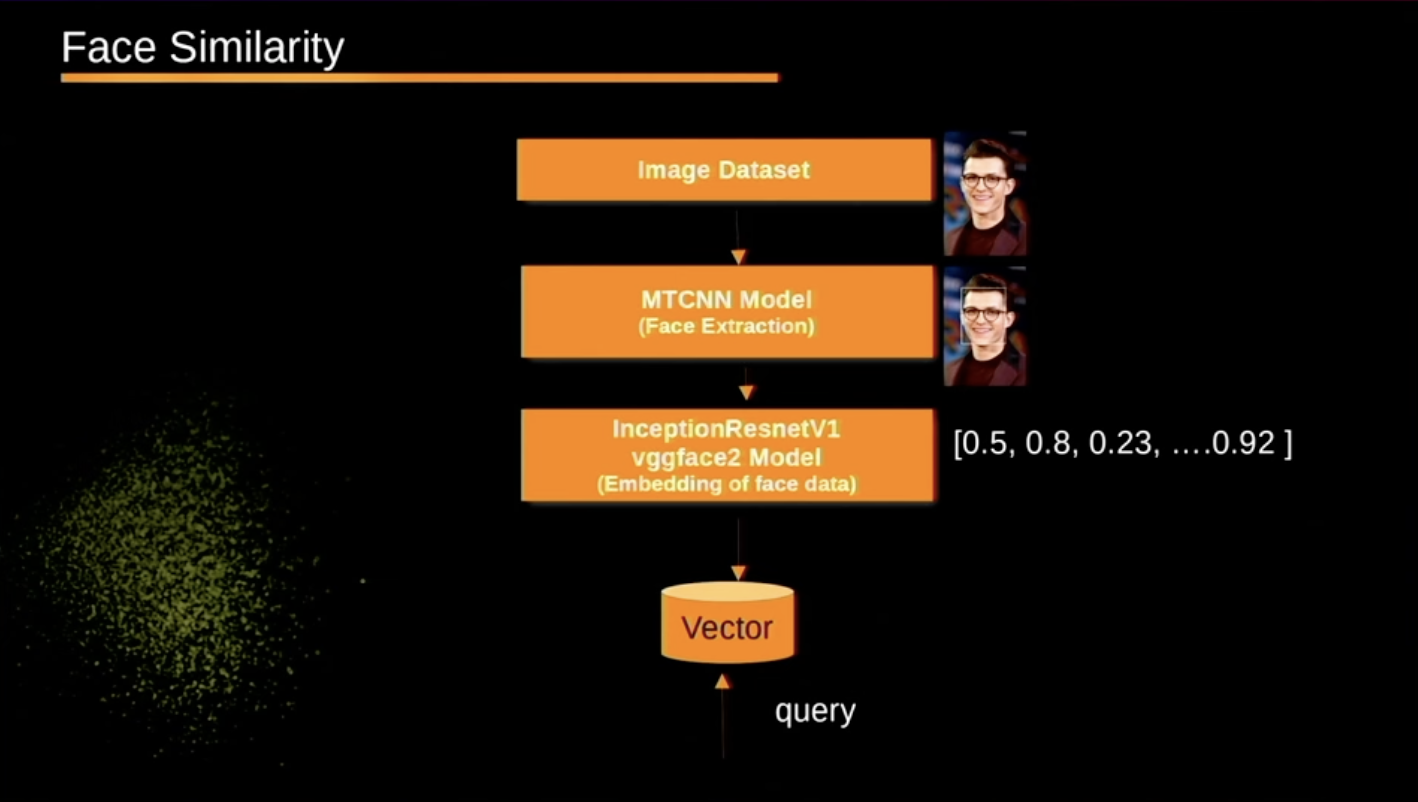 Face Similarity
Image Dataset
MTCNN Model
(Face Extraction)
InceptionResnetV1
vggface2 Model
(Embedding of face data)
[0.5, 0.8, 0.23, ….0.92 ]
Vector
query